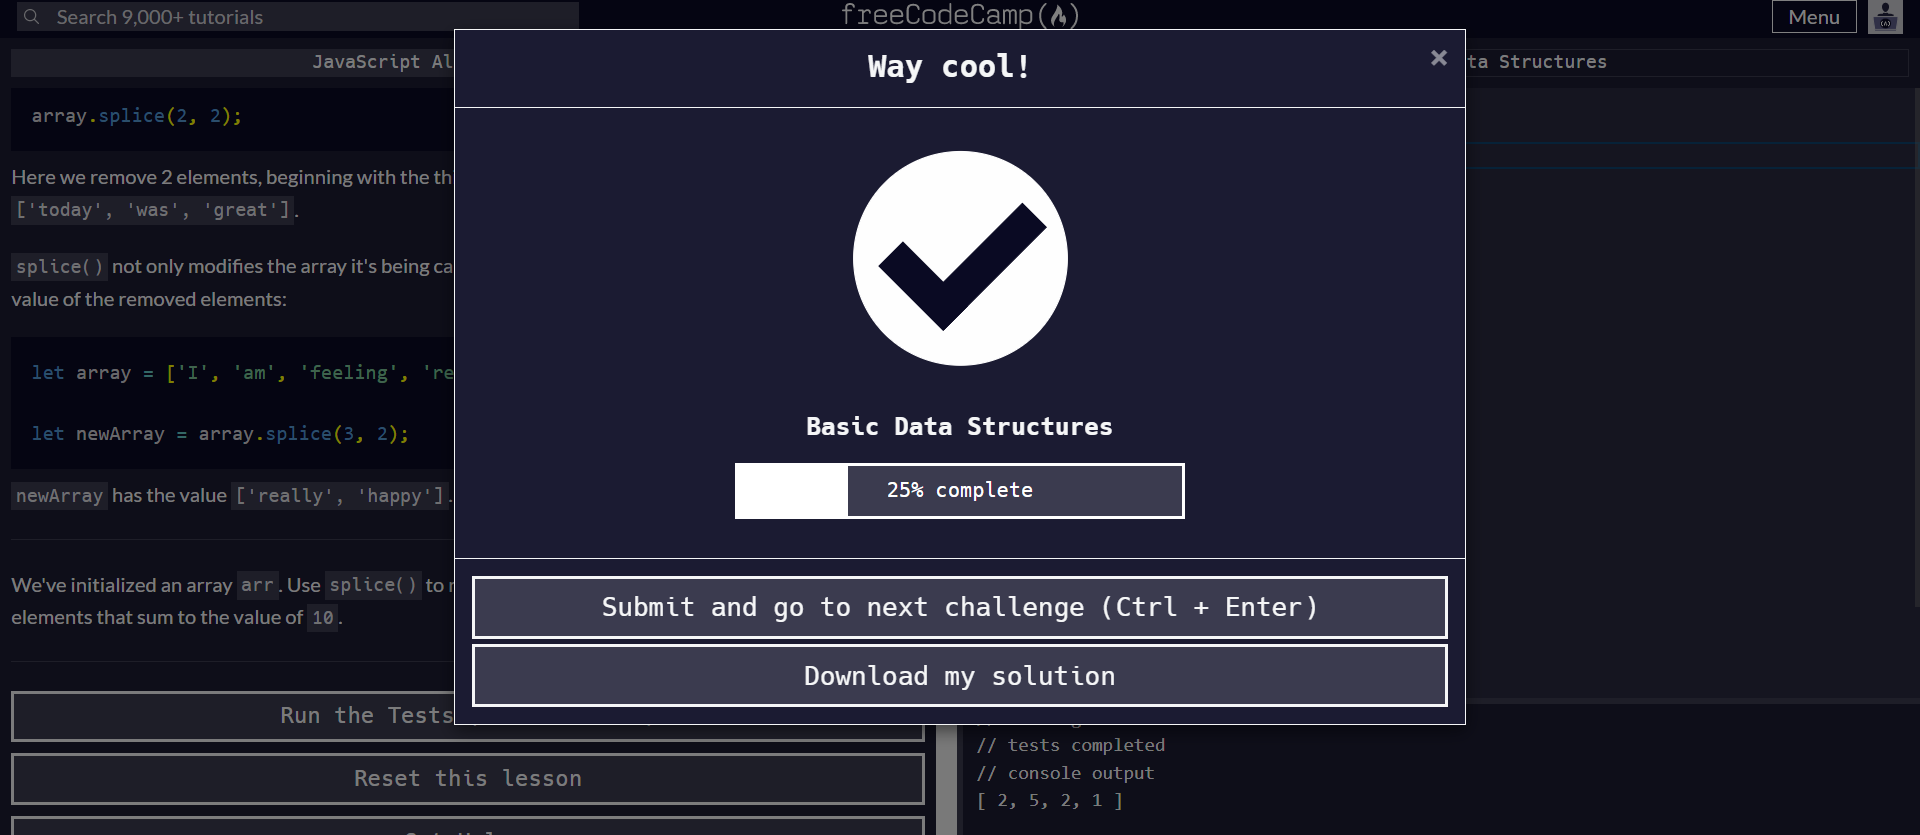 Search 9,000+ tutorials
freeCodeCamp
Menu
JavaScript Al
ta Structures
array.splice(2, 2);
Here we remove 2 elements, beginning with the th
['today', 'was', 'great'].
splice() not only modifies the array it's being ca
value of the removed elements:
let array = ['I', 'am', 'feeling', 're
let newArray = array.splice(3, 2);
newArray has the value ['really', 'happy'].
We've initialized an array arr. Use splice() to r
elements that sum to the value of 10.
Run the Tests
Reset this lesson
Way cool!
×
Basic Data Structures
25% complete
Submit and go to next challenge (Ctrl + Enter)
Download my solution
// tests completed
// console output
[ 2, 5, 2, 1 ]